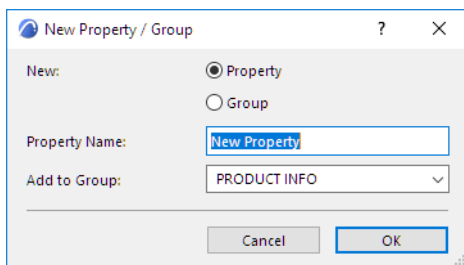 New Property / Group
?
New:
Property
Group
Property Name:
New Property
Add to Group:
PRODUCT INFO
Cancel
OK